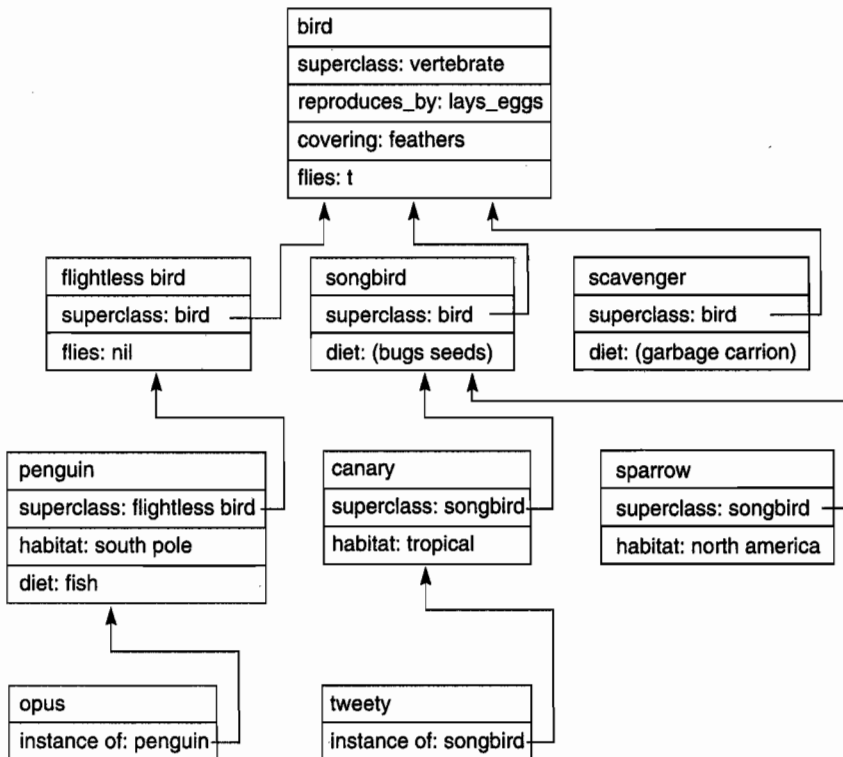 bird
superclass: vertebrate
reproduces_by: lays_eggs
covering: feathers
flies: t
flightless bird
superclass: bird
flies: nil
songbird
superclass: bird
diet: (bugs seeds)
scavenger
superclass: bird
diet: (garbage carrion)
penguin
superclass: flightless bird
habitat: south pole
diet: fish
canary
superclass: songbird
habitat: tropical
sparrow
superclass: songbird
habitat: north america
opus
instance of: penguin
tweety
instance of: songbird